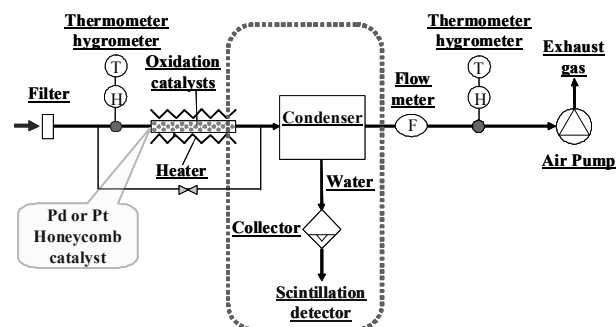 Thermometer
hygrometer
T
H
Filter
Oxidation
catalysts
Heater
Pd or Pt
Honeycomb
catalyst
Condenser
Water
Collector
Scintillation
detector
Flow
meter
F
Thermometer
hygrometer
T
H
Exhaust
gas
Air Pump